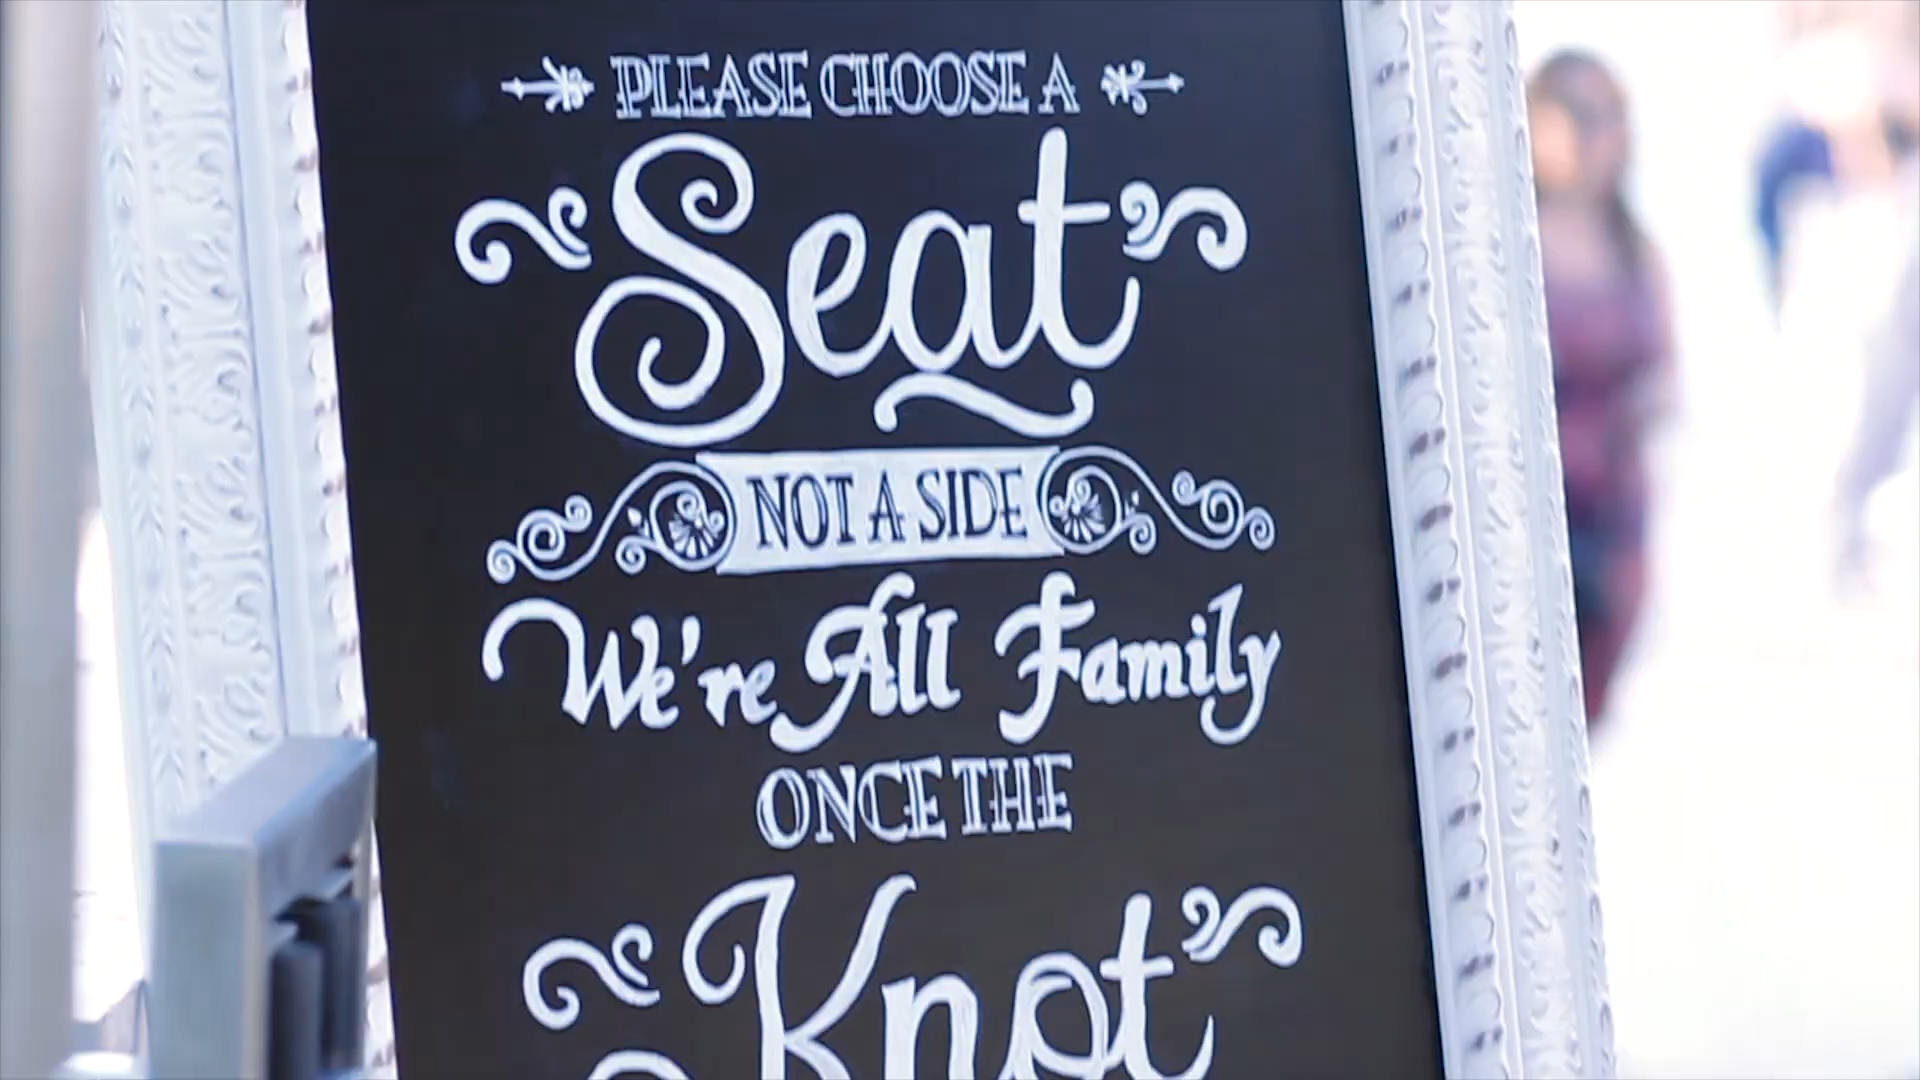 PLEASE CHOOSE A
Seat
NOT A SIDE
We're All Family
ONCE THE
Knot